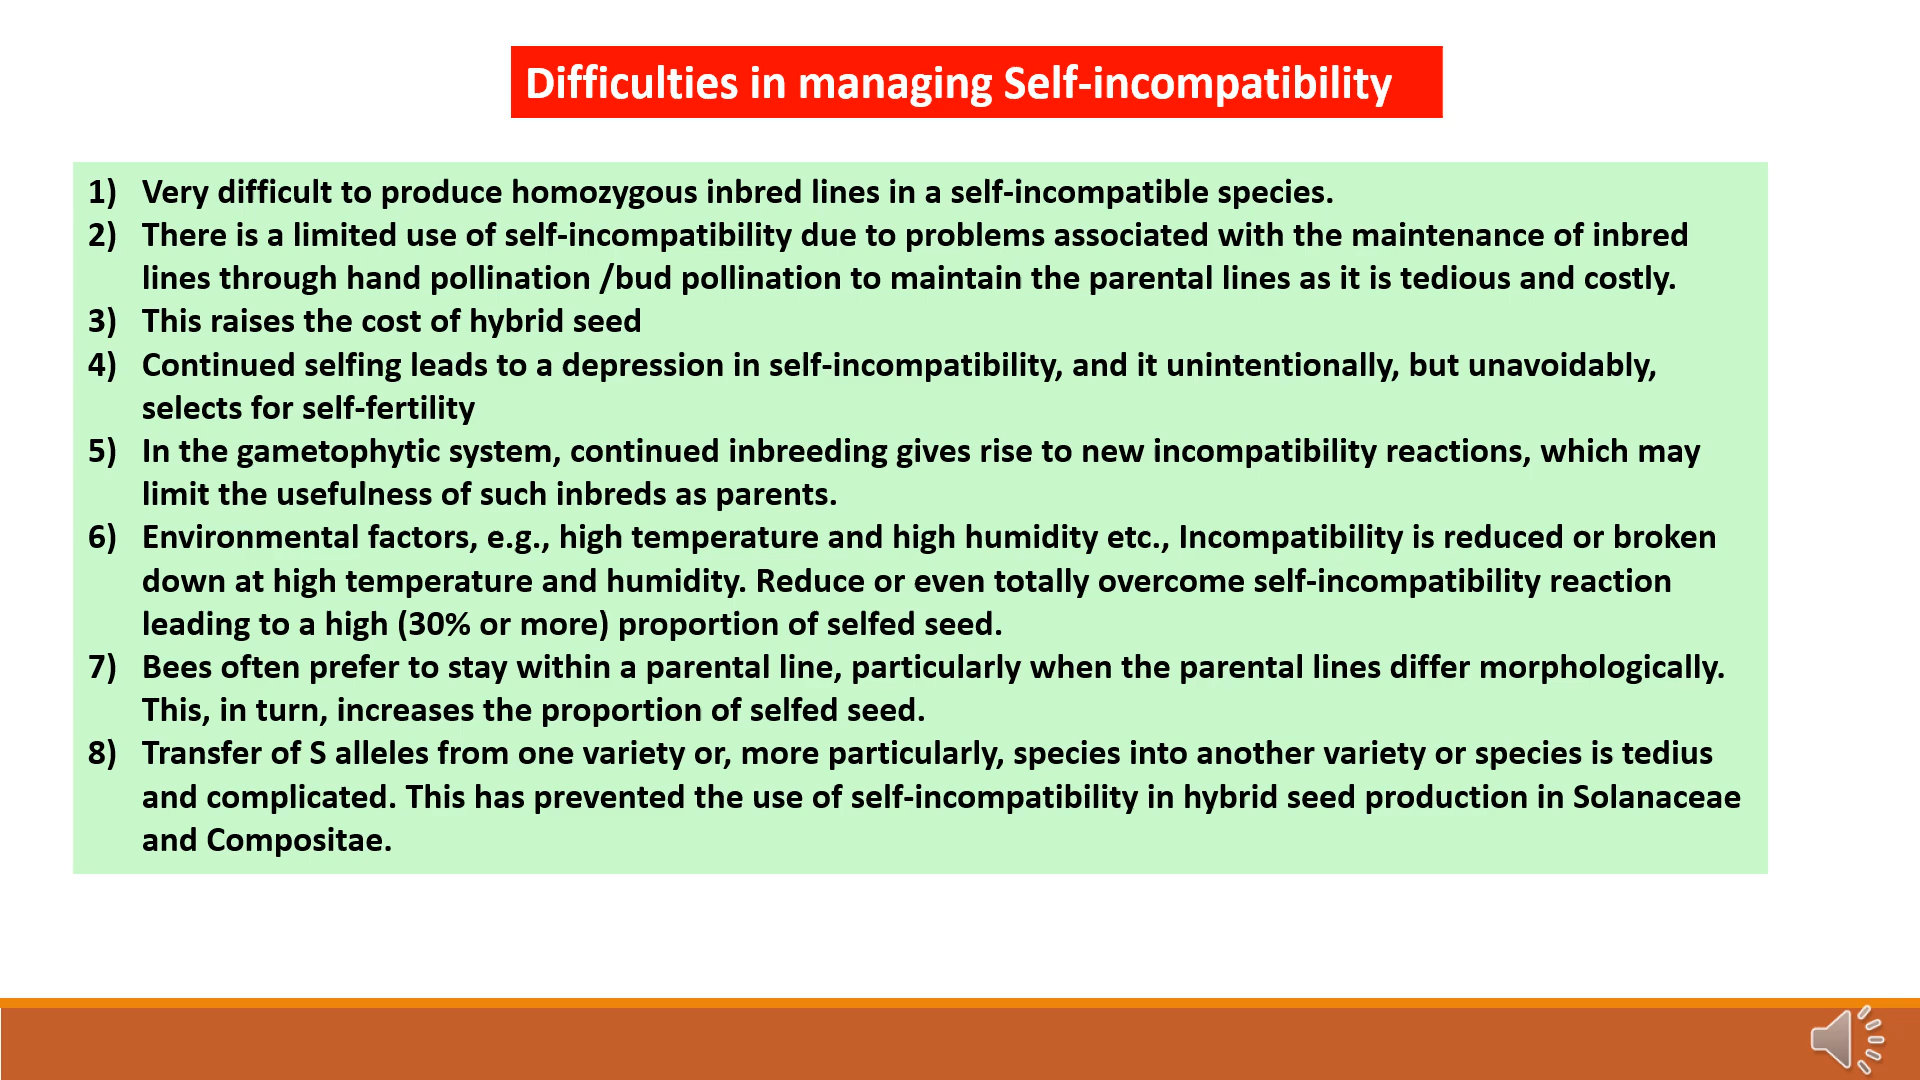 Difficulties in managing Self-incompatibility
1) Very difficult to produce homozygous inbred lines in a self-incompatible species.
2) There is a limited use of self-incompatibility due to problems associated with the maintenance of inbred
lines through hand pollination /bud pollination to maintain the parental lines as it is tedious and costly.
3) This raises the cost of hybrid seed
4) Continued selfing leads to a depression in self-incompatibility, and it unintentionally, but unavoidably,
selects for self-fertility
5) In the gametophytic system, continued inbreeding gives rise to new incompatibility reactions, which may
limit the usefulness of such inbreds as parents.
6) Environmental factors, e.g., high temperature and high humidity etc., Incompatibility is reduced or broken
down at high temperature and humidity. Reduce or even totally overcome self-incompatibility reaction
leading to a high (30% or more) proportion of selfed seed.
7) Bees often prefer to stay within a parental line, particularly when the parental lines differ morphologically.
This, in turn, increases the proportion of selfed seed.
8) Transfer of S alleles from one variety or, more particularly, species into another variety or species is tedius
and complicated. This has prevented the use of self-incompatibility in hybrid seed production in Solanaceae
and Compositae.